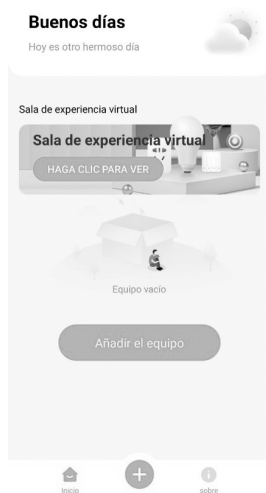 Buenos días
Hoy es otro hermoso día
Sala de experiencia virtual
Sala de experiencia virtual
HAGA CLIC PARA VER
Equipo vacío
Añadir el equipo
Inicio
sobre